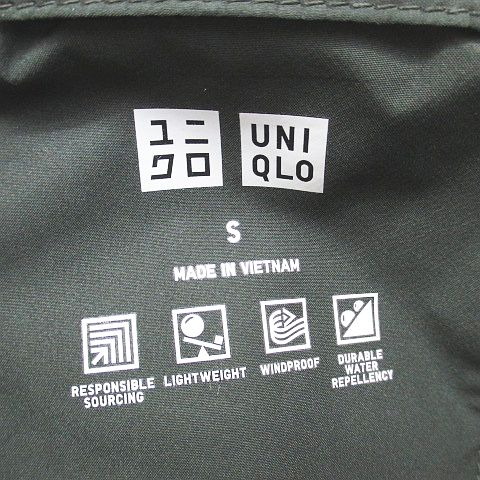 ユニ
クロ
UNI
QLO
S
MADE IN VIETNAM
RESPONSIBLE
SOURCING
LIGHTWEIGHT
WINDPROOF
DURABLE
WATER
REPELLENCY